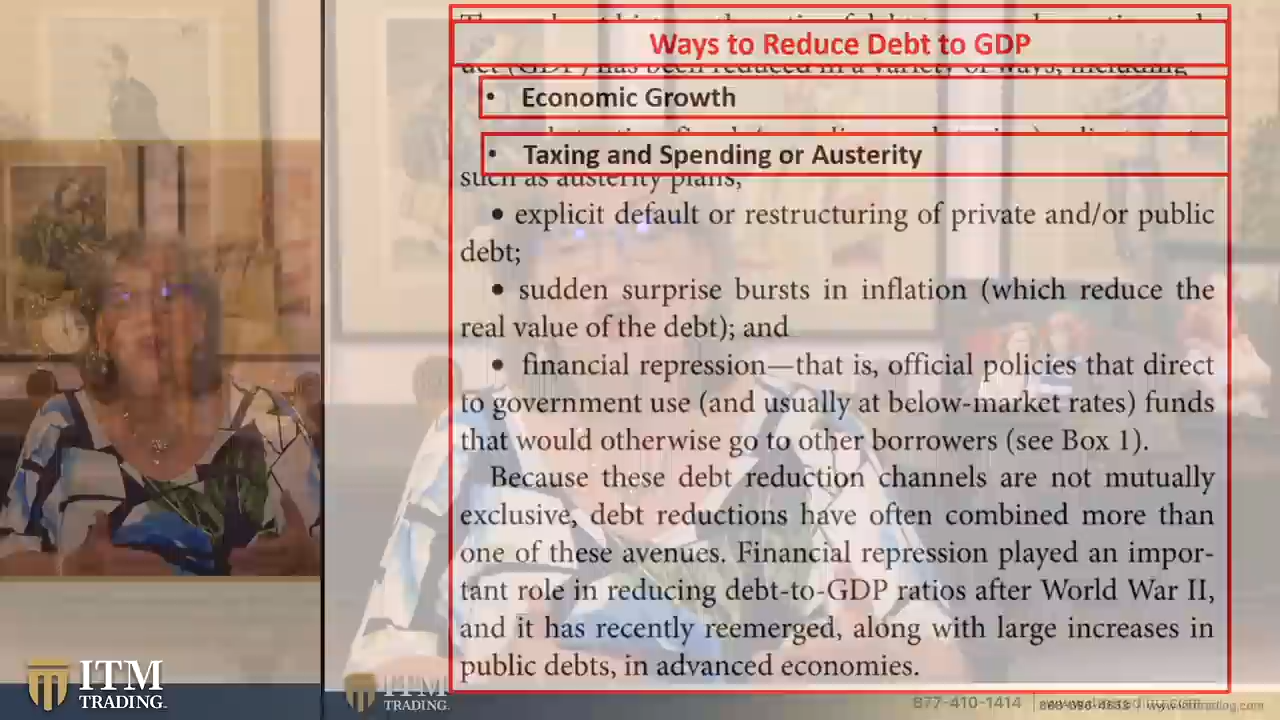 Ways to Reduce Debt to GDP
• Economic Growth
• Taxing and Spending or Austerity
such as austerity plans;
• explicit default or restructuring of private and/or public
debt;
• sudden surprise bursts in inflation (which reduce the
real value of the debt); and
• financial repression—that is, official policies that direct
to government use (and usually at below-market rates) funds
that would otherwise go to other borrowers (see Box 1).
Because these debt reduction channels are not mutually
exclusive, debt reductions have often combined more than
one of these avenues. Financial repression played an impor-
tant role in reducing debt-to-GDP ratios after World War II,
and it has recently reemerged, along with large increases in
public debts, in advanced economies.
ITM
TRADING.
ITM
TRADING.
877-410-1414